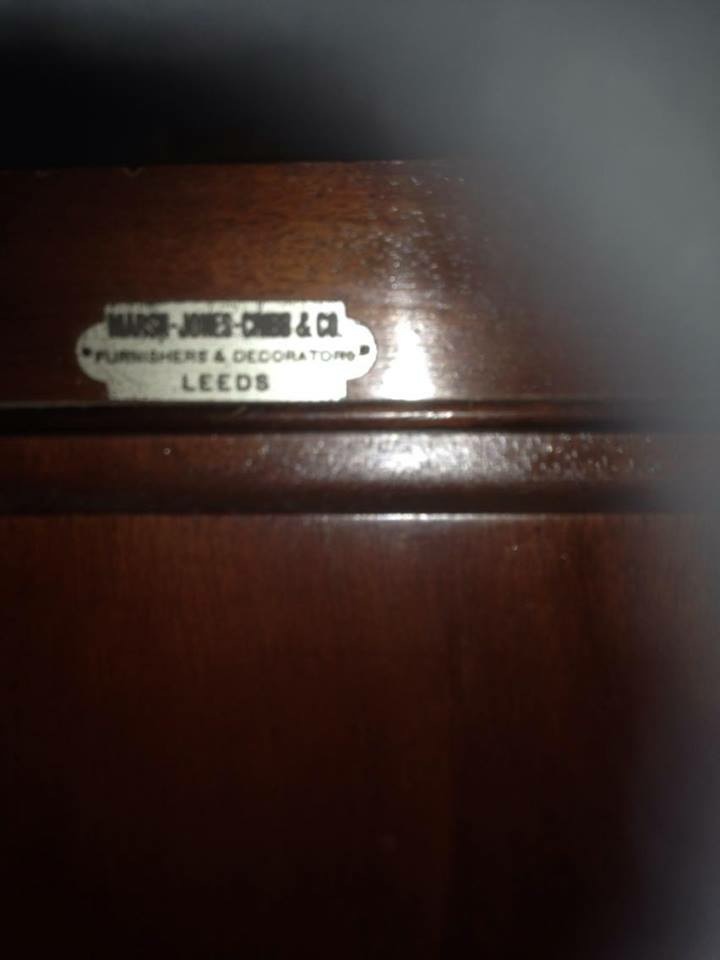 MARSH-JONES-CRIBB & CO.
FURNISHERS & DECORATORS
LEEDS